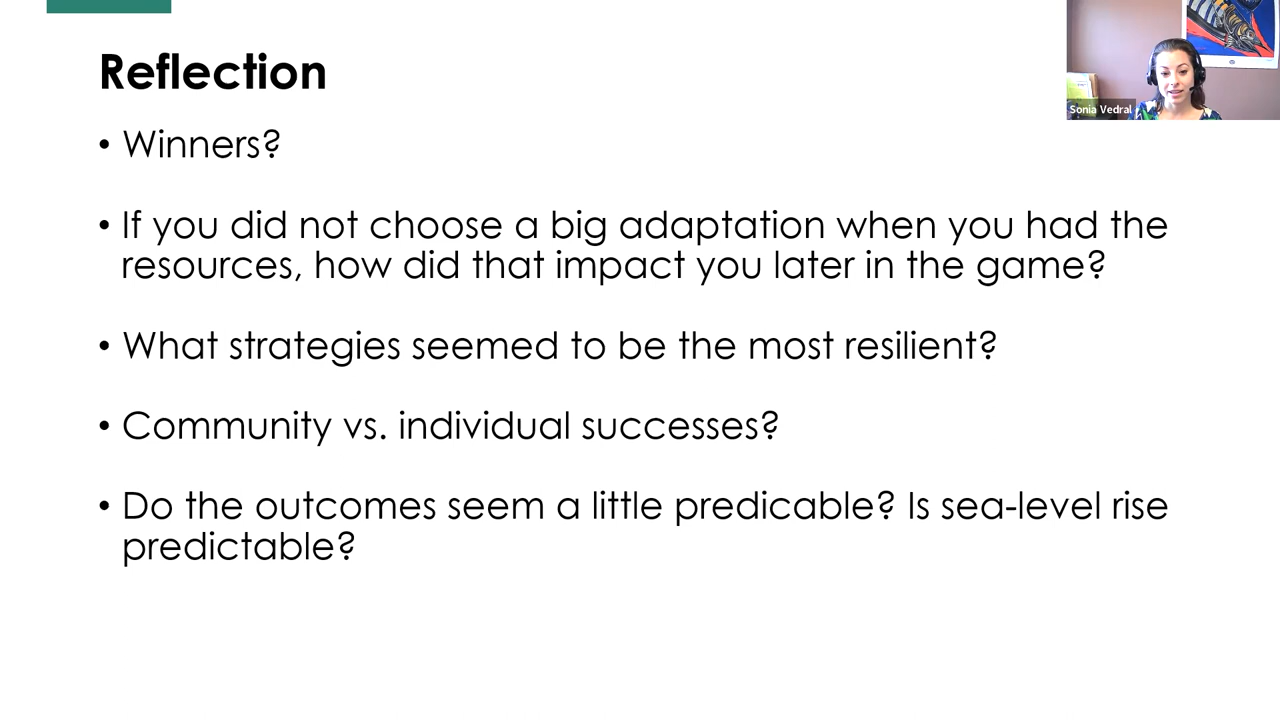 Reflection
Sonia Vedral
• Winners?
• If you did not choose a big adaptation when you had the
resources, how did that impact you later in the game?
• What strategies seemed to be the most resilient?
• Community vs. individual successes?
• Do the outcomes seem a little predicable? Is sea-level rise
predictable?